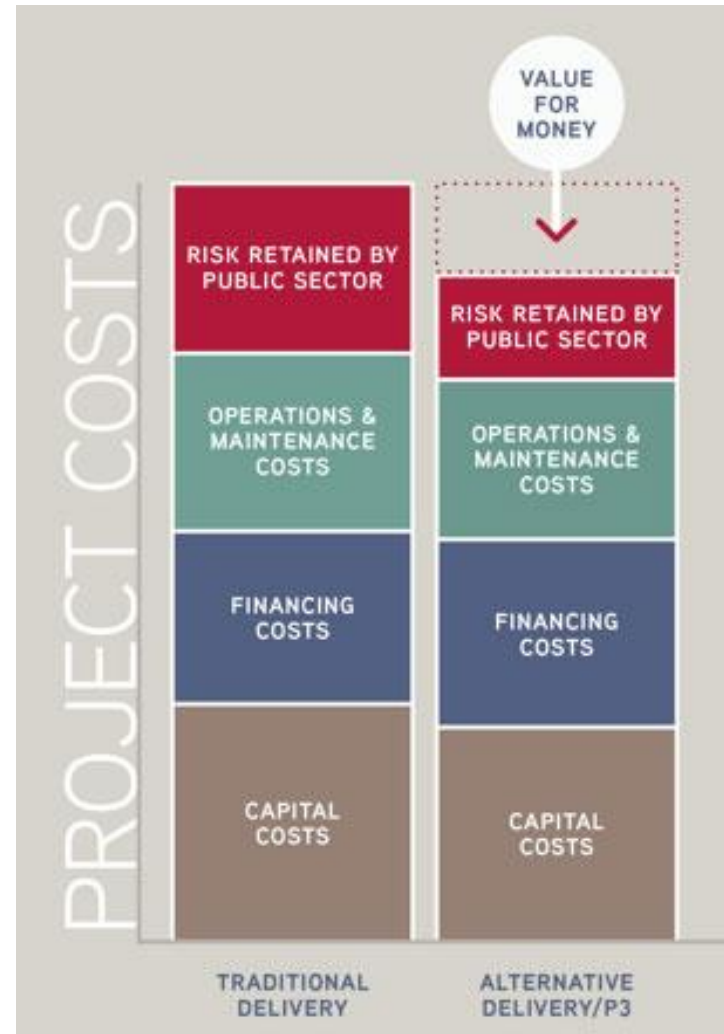 VALUE
FOR
MONEY
PROJECT COSTS
RISK RETAINED BY
PUBLIC SECTOR
OPERATIONS &
MAINTENANCE
COSTS
FINANCING
COSTS
CAPITAL
COSTS
RISK RETAINED BY
PUBLIC SECTOR
OPERATIONS &
MAINTENANCE
COSTS
FINANCING
COSTS
CAPITAL
COSTS
TRADITIONAL
DELIVERY
ALTERNATIVE
DELIVERY/P3